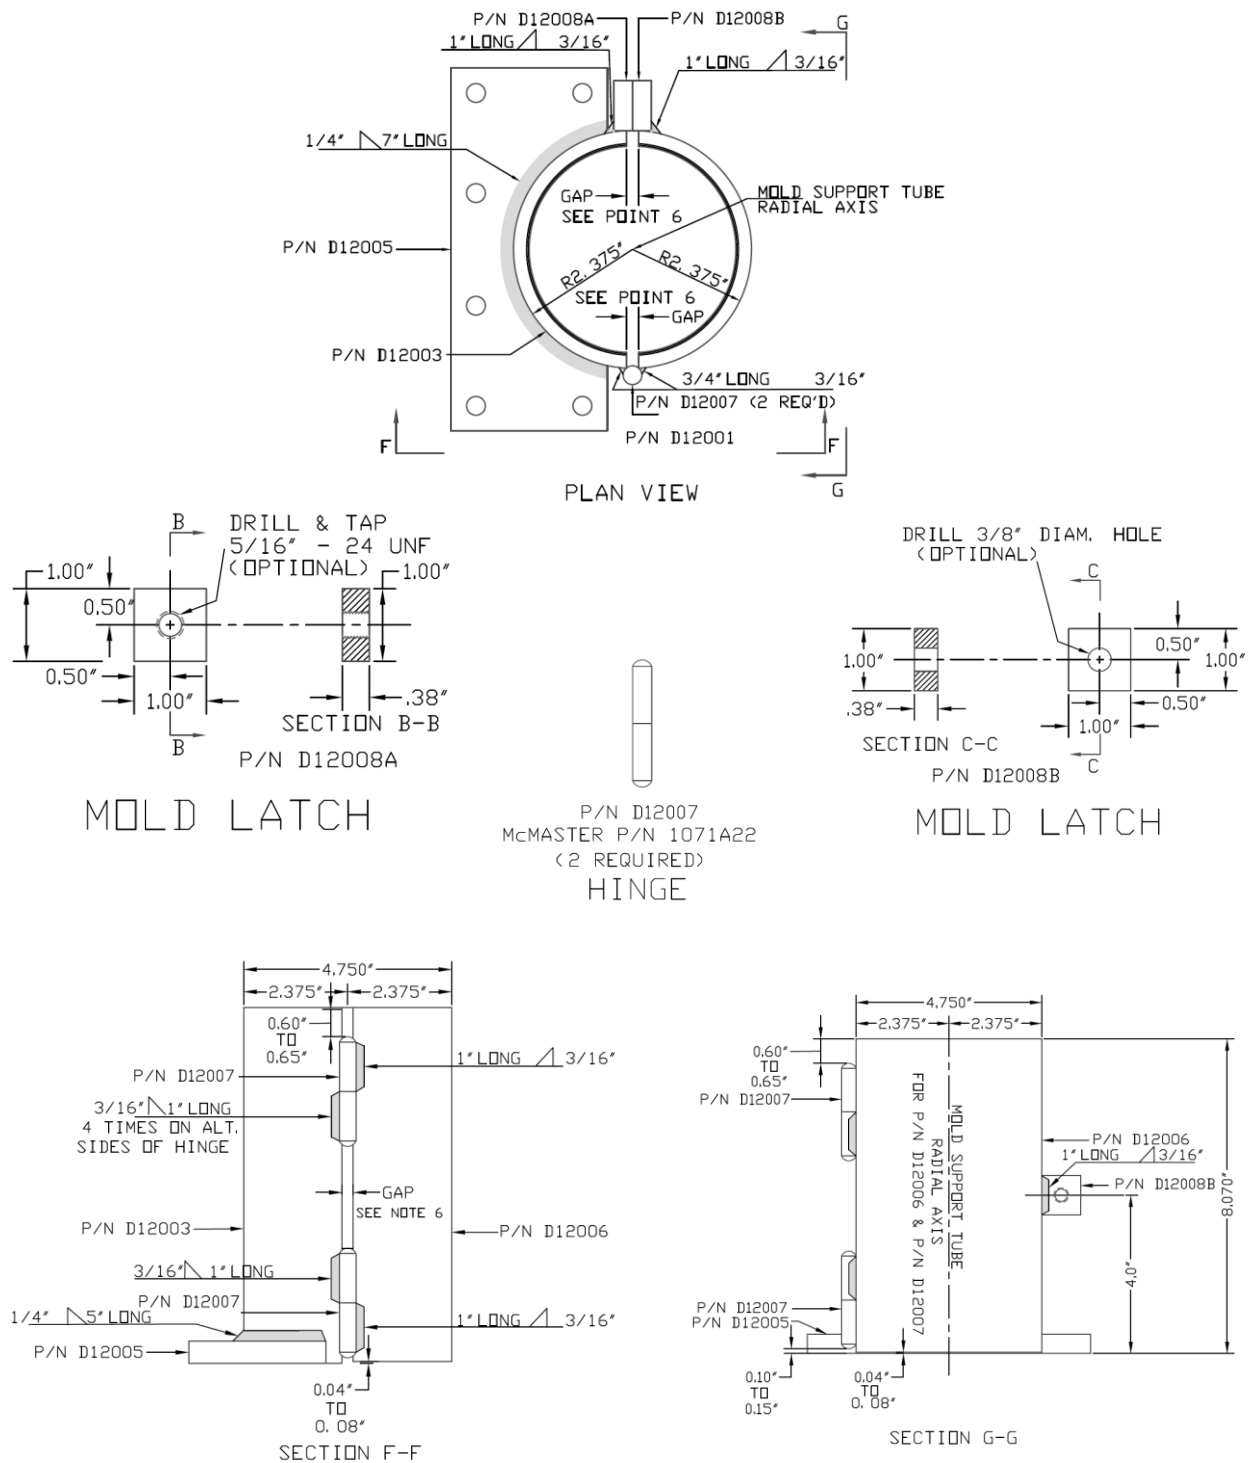 P/N D12008A
P/N D12008B
G
1" LONG 3/16"
1" LONG 3/16"
1/4" 7" LONG
GAP
SEE POINT 6
MOLD SUPPORT TUBE
RADIAL AXIS
P/N D12005
R2. 375"
R2. 375"
SEE POINT 6
GAP
P/N D12003
3/4" LONG 3/16"
P/N D12007 (2 REQ'D)
P/N D12001
F
F
G
PLAN VIEW
B
DRILL & TAP
5/16" - 24 UNF
(OPTIONAL)
1.00"
0.50"
1.00"
0.50"
1.00"
.38"
SECTION B-B
B
P/N D12008A
MOLD LATCH
P/N D12007
McMASTER P/N 1071A22
(2 REQUIRED)
HINGE
DRILL 3/8" DIAM. HOLE
(OPTIONAL)
C
1.00"
0.50"
1.00"
.38"
0.50"
1.00"
SECTION C-C
C
P/N D12008B
MOLD LATCH
4.750"
2.375"
2.375"
0.60"
TO
0.65"
1" LONG 3/16"
P/N D12007
3/16" 1" LONG
4 TIMES ON ALT.
SIDES OF HINGE
GAP
SEE NOTE 6
P/N D12003
P/N D12006
3/16" 1" LONG
P/N D12007
1/4" 5" LONG
1" LONG 3/16"
P/N D12005
0.04"
TO
0. 08"
SECTION F-F
4.750"
2.375"
2.375"
0.60"
TO
0.65"
P/N D12007
MOLD SUPPORT TUBE
RADIAL AXIS
FOR P/N D12006 & P/N D12007
P/N D12006
1" LONG 3/16"
P/N D12008B
8.070"
4.0"
P/N D12007
P/N D12005
0.10"
TO
0.15"
0.04"
TO
0. 08"
SECTION G-G